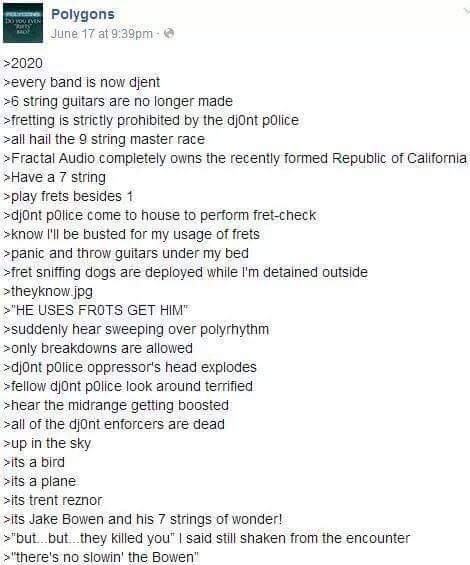 POLYGONS
DO YOU EVEN
"RIFFS"
BRO?
Polygons
June 17 at 9:39pm ·
>2020
>every band is now djent
>6 string guitars are no longer made
>fretting is strictly prohibited by the dj0nt p0lice
>all hail the 9 string master race
>Fractal Audio completely owns the recently formed Republic of California
>Have a 7 string
>play frets besides 1
>dj0nt p0lice come to house to perform fret-check
>know I'll be busted for my usage of frets
>panic and throw guitars under my bed
>fret sniffing dogs are deployed while I'm detained outside
>theyknow.jpg
>"HE USES FR0TS GET HIM"
>suddenly hear sweeping over polyrhythm
>only breakdowns are allowed
>dj0nt p0lice oppressor's head explodes
>fellow dj0nt p0lice look around terrified
>hear the midrange getting boosted
>all of the dj0nt enforcers are dead
>up in the sky
>its a bird
>its a plane
>its trent reznor
>its Jake Bowen and his 7 strings of wonder!
>"but...but...they killed you" I said still shaken from the encounter
>"there's no slowin' the Bowen"